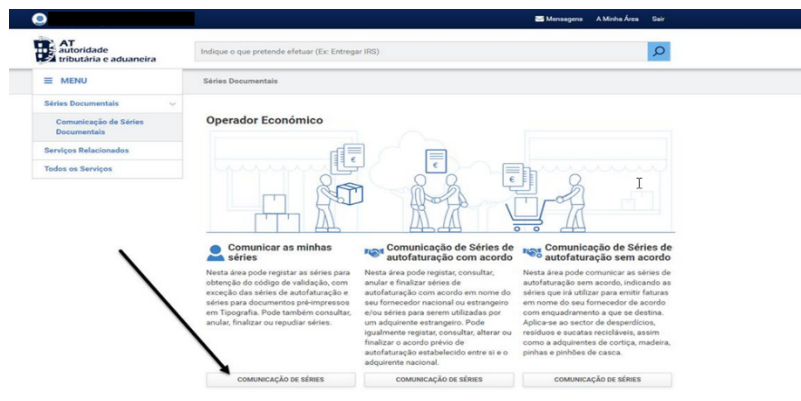 Mensagens A Minha Área Sair
AT
autoridade
tributária e aduaneira
Indique o que pretende efetuar (Ex: Entregar IRS)
MENU
Séries Documentais
Séries Documentais
Comunicação de Séries
Documentais
Serviços Relacionados
Todos os Serviços
Operador Económico
Comunicar as minhas
séries
Nesta área pode registar as séries para
obtenção do código de validação, com
exceção das séries de autofaturação e
séries para documentos pré-impressos
em Tipografia. Pode também consultar,
anular, finalizar ou repudiar séries.
COMUNICAÇÃO DE SÉRIES
Comunicação de Séries de
autofaturação com acordo
Nesta área pode registar, consultar,
anular e finalizar séries de
autofaturação com acordo em nome do
seu fornecedor nacional ou estrangeiro
e/ou séries para serem utilizadas por
um adquirente estrangeiro. Pode
igualmente registar, consultar, alterar ou
finalizar o acordo prévio de
autofaturação estabelecido entre si e o
adquirente nacional.
COMUNICAÇÃO DE SÉRIES
Comunicação de Séries de
autofaturação sem acordo
Nesta área pode comunicar as séries de
autofaturação sem acordo, indicando as
séries que irá utilizar para emitir faturas
em nome do seu fornecedor de acordo
com enquadramento a que se destina.
Aplica-se ao sector de desperdícios,
resíduos e sucatas recicláveis, assim
como a adquirentes de cortiça, madeira,
pinhas e pinhões de casca.
COMUNICAÇÃO DE SÉRIES